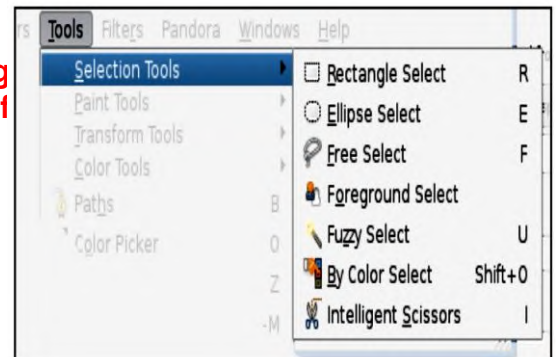 rs Tools Filters Pandora Windows Help
g
f
Selection Tools
Paint Tools
Transform Tools
Color Tools
Paths B
Color Picker O
Z
-M
Rectangle Select R
Ellipse Select E
Free Select F
Foreground Select
Fuzzy Select U
By Color Select Shift+O
Intelligent Scissors I